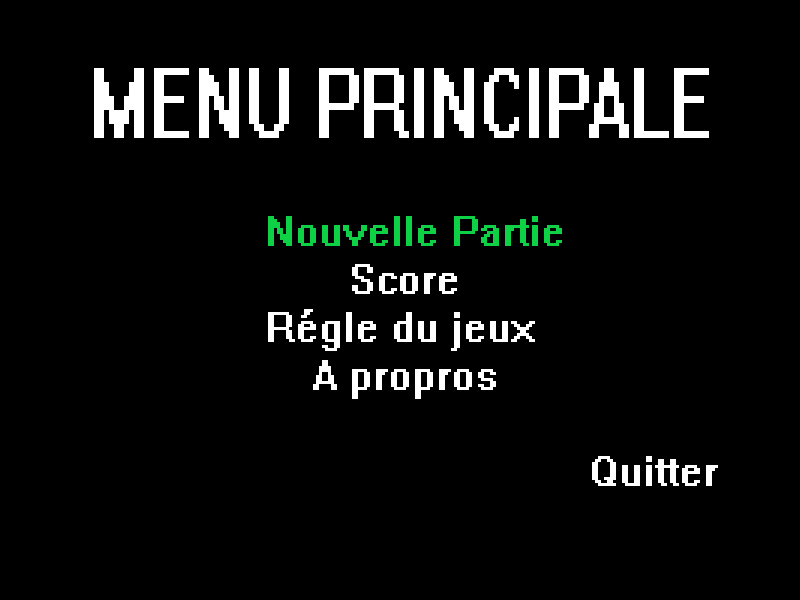 MENU PRINCIPALE
Nouvelle Partie
Score
Régle du jeux
A propros
Quitter